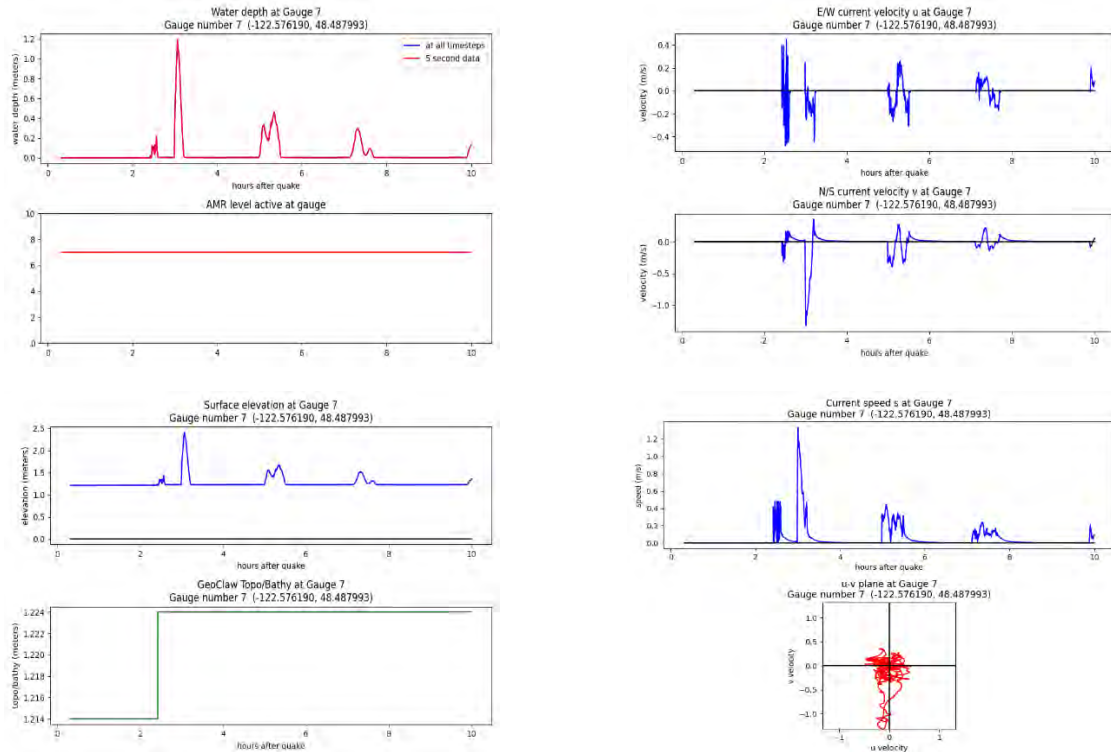 Water depth at Gauge 7
Gauge number 7 (-122.576190, 48.487993)
1.2
1.0
0.8
0.6
0.4
0.2
0.0
water depth (meters)
at all timesteps
5 second data
0 2 4 6 8 10
hours after quake
AMR level active at gauge
10
8
6
4
2
0
0 2 4 6 8 10
hours after quake
Surface elevation at Gauge 7
Gauge number 7 (-122.576190, 48.487993)
2.5
2.0
1.5
1.0
0.5
0.0
elevation (meters)
0 2 4 6 8 10
hours after quake
GeoClaw Topo/Bathy at Gauge 7
Gauge number 7 (-122.576190, 48.487993)
1.224
1.222
1.220
1.218
1.216
1.214
topo/bathy (meters)
0 2 4 6 8 10
hours after quake
E/W current velocity u at Gauge 7
Gauge number 7 (-122.576190, 48.487993)
0.4
0.2
0.0
−0.2
−0.4
velocity (m/s)
0 2 4 6 8 10
hours after quake
N/S current velocity v at Gauge 7
Gauge number 7 (-122.576190, 48.487993)
0.0
−0.5
−1.0
velocity (m/s)
0 2 4 6 8 10
hours after quake
Current speed s at Gauge 7
Gauge number 7 (-122.576190, 48.487993)
1.2
1.0
0.8
0.6
0.4
0.2
0.0
speed (m/s)
0 2 4 6 8 10
hours after quake
u-v plane at Gauge 7
Gauge number 7 (-122.576190, 48.487993)
1.0
0.5
0.0
−0.5
−1.0
v velocity
−1 0 1
u velocity